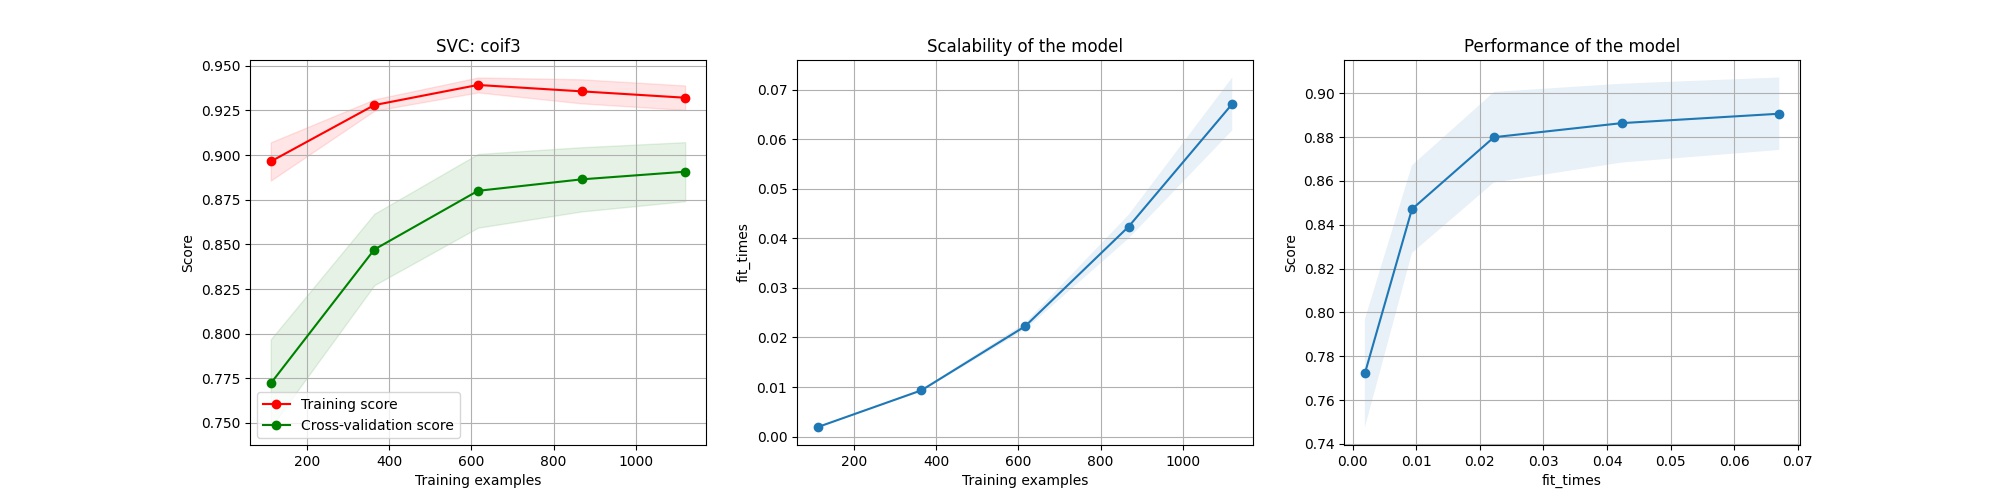 SVC: coif3
0.950
0.925
0.900
0.875
0.850
0.825
0.800
0.775
0.750
Score
Training score
Cross-validation score
200 400 600 800 1000
Training examples
Scalability of the model
0.07
0.06
0.05
0.04
0.03
0.02
0.01
0.00
fit_times
200 400 600 800 1000
Training examples
Performance of the model
0.90
0.88
0.86
0.84
0.82
0.80
0.78
0.76
0.74
Score
0.00 0.01 0.02 0.03 0.04 0.05 0.06 0.07
fit_times